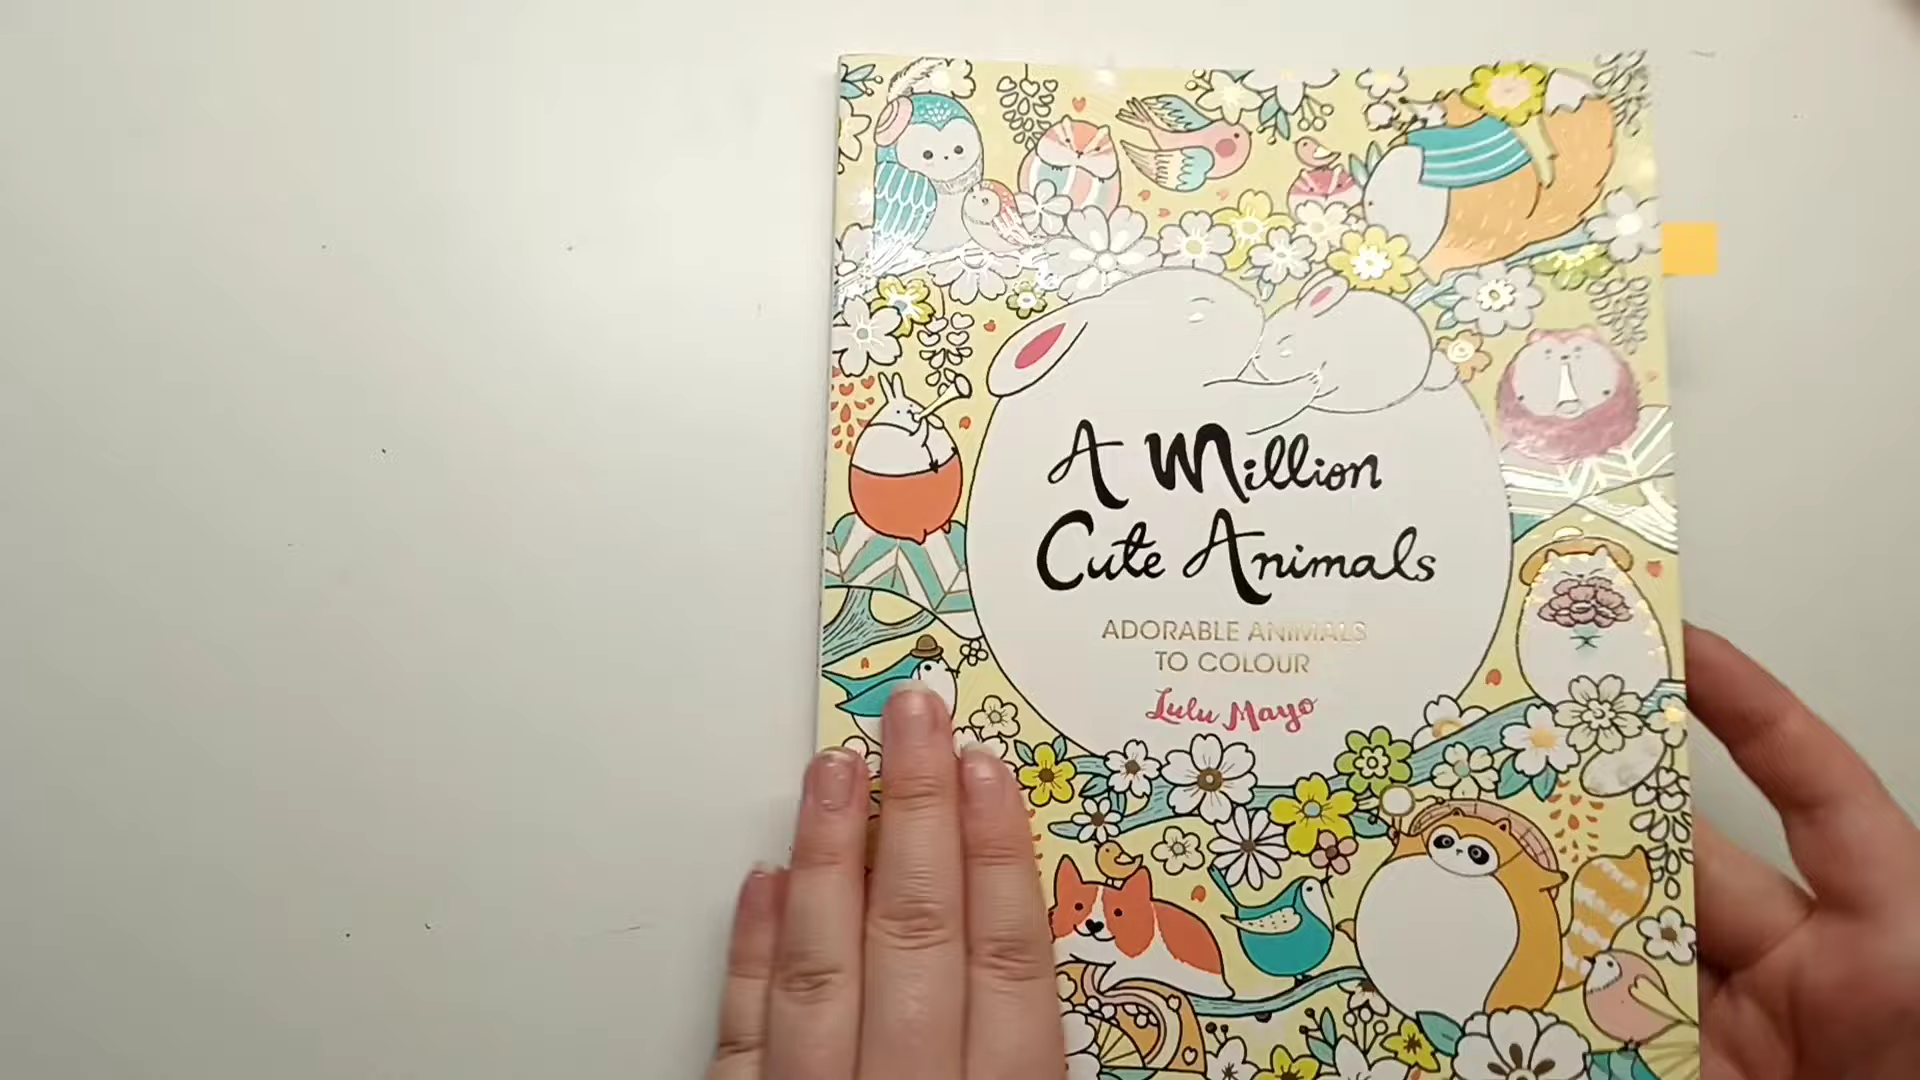 A Million
Cute Animals
ADORABLE ANIMALS
TO COLOUR
Lulu Mayo